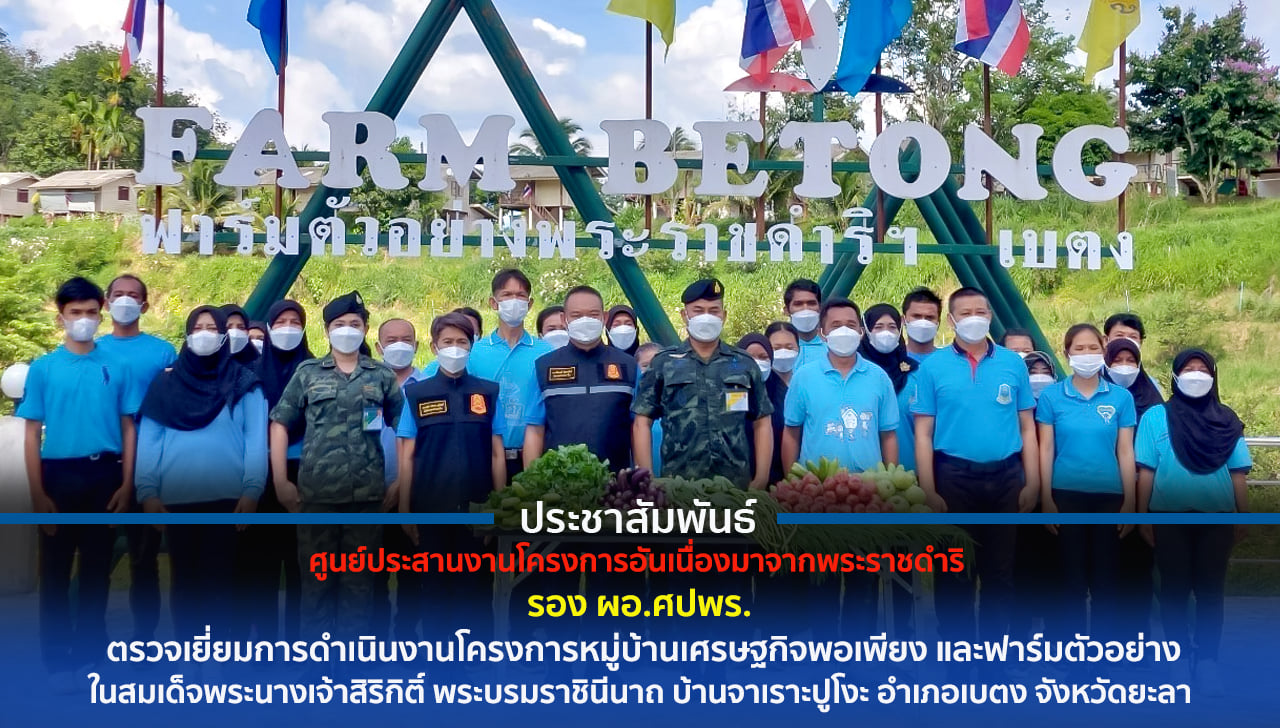 FARM BETONG
ฟาร์มตัวอย่างพระราชดำริฯ เบตง
ประชาสัมพันธ์
ศูนย์ประสานงานโครงการอันเนื่องมาจากพระราชดำริ
รอง ผอ.ศปพร.
ตรวจเยี่ยมการดำเนินงานโครงการหมู่บ้านเศรษฐกิจพอเพียง และฟาร์มตัวอย่าง
ในสมเด็จพระนางเจ้าสิริกิติ์ พระบรมราชินีนาถ บ้านจาเราะปูโงะ อำเภอเบตง จังหวัดยะลา